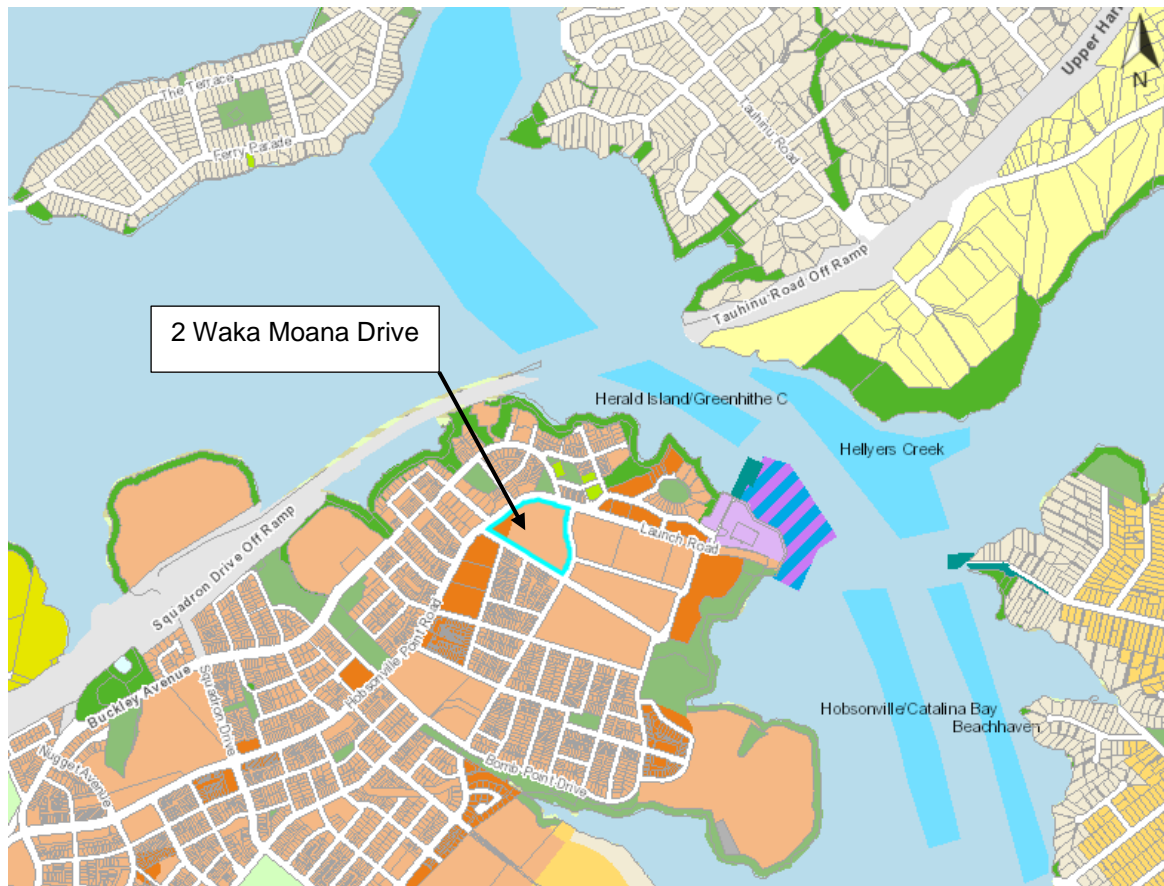 The Terrace
Ferry Parade
Tauhinu Road
Upper Har
N
Tauhinu Road Off Ramp
2 Waka Moana Drive
Herald Island/Greenhithe C
Hellyers Creek
Launch Road
Squadron Drive Off Ramp
Hobsonville Point Road
Buckley Avenue
Squadron Drive
Nugget Avenue
Bomb Point Drive
Hobsonville/Catalina Bay
Beachhaven